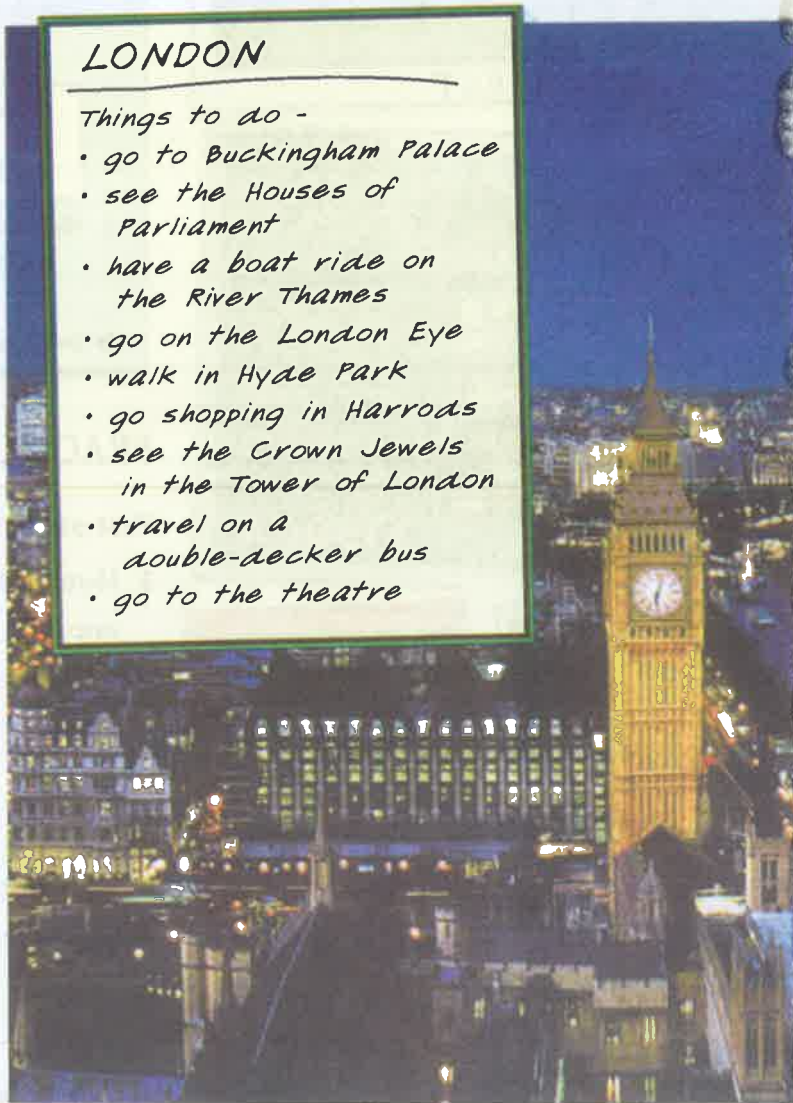 LONDON
Things to do -
• go to Buckingham Palace
• see the Houses of
Parliament
• have a boat ride on
the River Thames
• go on the London Eye
• walk in Hyde Park
• go shopping in Harrods
• see the Crown Jewels
in the Tower of London
• travel on a
double-decker bus
• go to the theatre